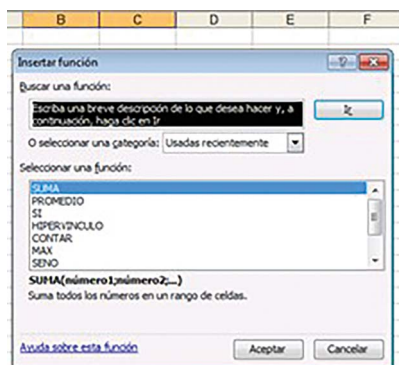 B C D E F
Insertar función
Buscar una función:
Escriba una breve descripción de lo que desea hacer y, a
continuación, haga clic en Ir
Ir
O seleccionar una categoría: Usadas recientemente
Seleccionar una función:
SUMA
PROMEDIO
SI
HIPERVINCULO
CONTAR
MAX
SENO
SUMA(número1;número2;...)
Suma todos los números en un rango de celdas.
Ayuda sobre esta función
Aceptar
Cancelar